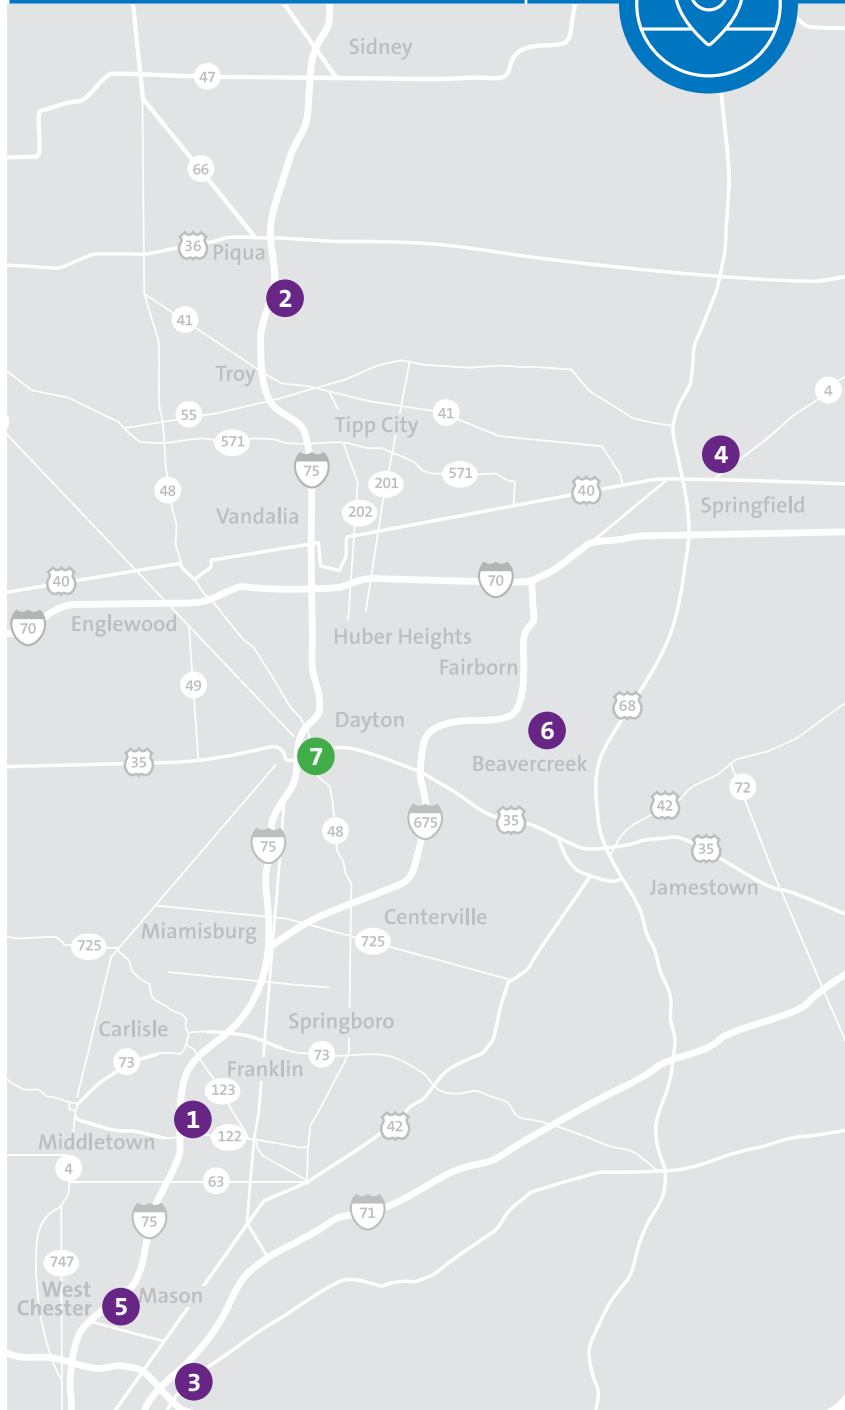 Sidney
47
66
36
Piqua
2
41
Troy
4
55
41
Tipp City
571
4
75
571
201
48
40
202
Springfield
Vandalia
40
70
Englewood
70
Huber Heights
Fairborn
49
68
Dayton
6
7
35
Beavercreek
72
42
35
675
48
75
35
Jamestown
Centerville
Miamisburg
725
725
Springboro
Carlisle
73
73
Franklin
123
1
42
122
Middletown
4
63
71
75
747
West
Chester
5
Mason
3